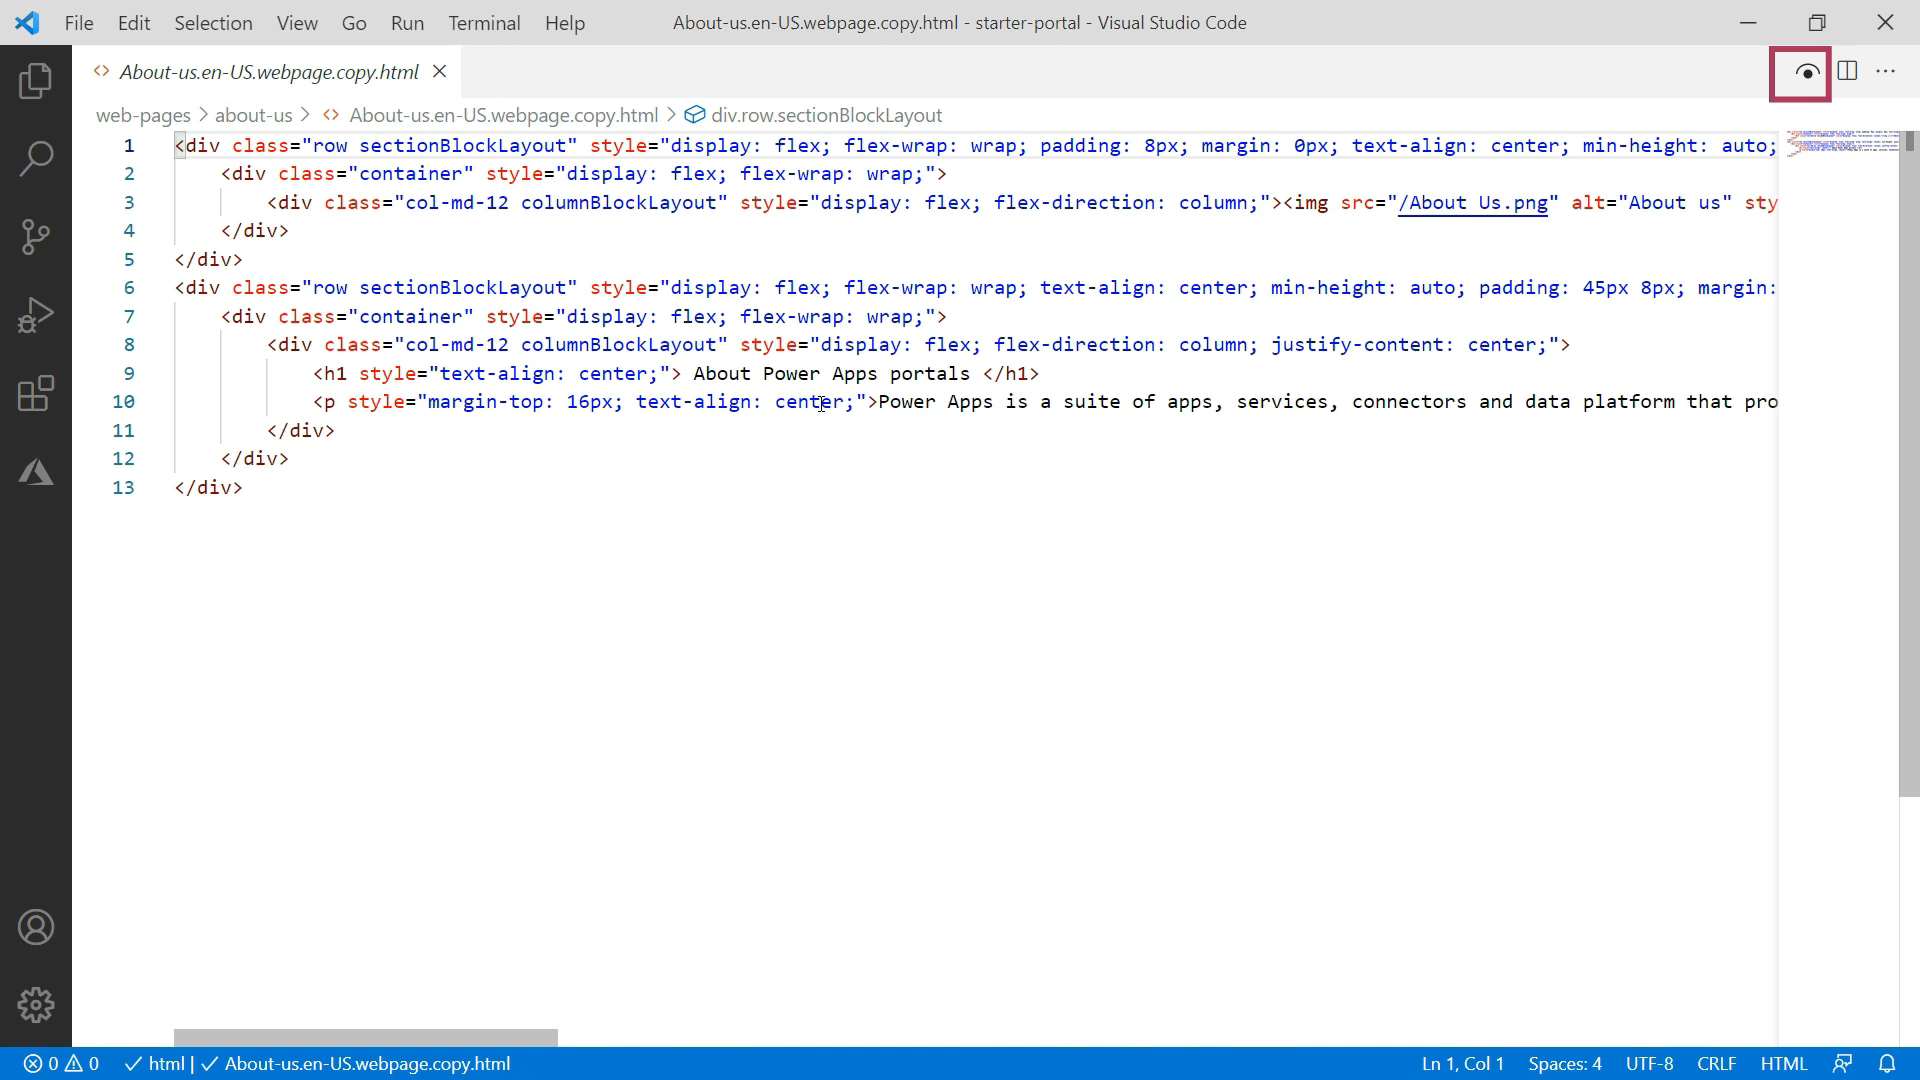 File Edit Selection View Go Run Terminal Help About-us.en-US.webpage.copy.html - starter-portal - Visual Studio Code
About-us.en-US.webpage.copy.html
web-pages > about-us > About-us.en-US.webpage.copy.html > div.row.sectionBlockLayout
1 <div class="row sectionBlockLayout" style="display: flex; flex-wrap: wrap; padding: 8px; margin: 0px; text-align: center; min-height: auto;
2 <div class="container" style="display: flex; flex-wrap: wrap;">
3 <div class="col-md-12 columnBlockLayout" style="display: flex; flex-direction: column;"><img src="/About Us.png" alt="About us" sty
4 </div>
5 </div>
6 <div class="row sectionBlockLayout" style="display: flex; flex-wrap: wrap; text-align: center; min-height: auto; padding: 45px 8px; margin:
7 <div class="container" style="display: flex; flex-wrap: wrap;">
8 <div class="col-md-12 columnBlockLayout" style="display: flex; flex-direction: column; justify-content: center;">
9 <h1 style="text-align: center;"> About Power Apps portals </h1>
10 <p style="margin-top: 16px; text-align: center;">Power Apps is a suite of apps, services, connectors and data platform that pro
11 </div>
12 </div>
13 </div>
0 0 html | About-us.en-US.webpage.copy.html Ln 1, Col 1 Spaces: 4 UTF-8 CRLF HTML